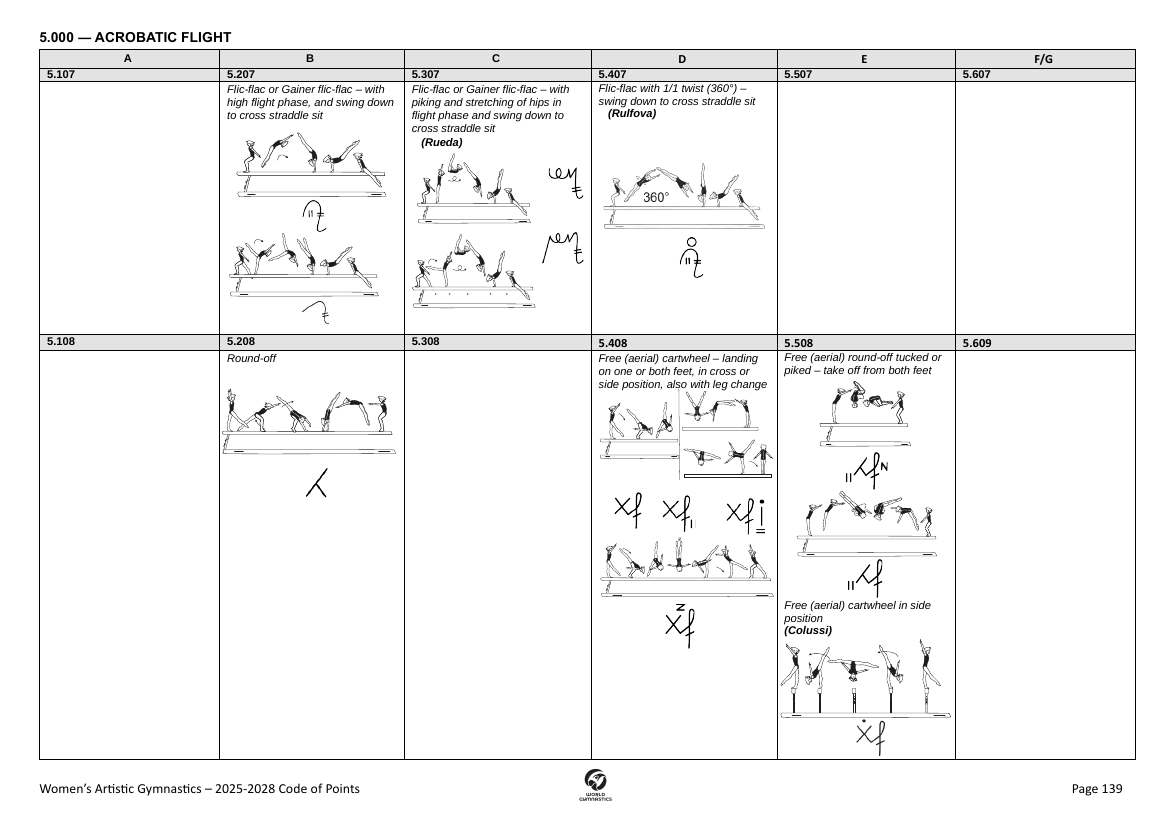 5.000 — ACROBATIC FLIGHT
A B C D E F/G
5.107 5.207 5.307 5.407 5.507 5.607
Flic-flac or Gainer flic-flac – with
high flight phase, and swing down
to cross straddle sit
Flic-flac or Gainer flic-flac – with
piking and stretching of hips in
flight phase and swing down to
cross straddle sit
(Rueda)
Flic-flac with 1/1 twist (360°) –
swing down to cross straddle sit
(Rulfova)
360°
5.108 5.208 5.308 5.408 5.508 5.609
Round-off
Free (aerial) cartwheel – landing
on one or both feet, in cross or
side position, also with leg change
Free (aerial) round-off tucked or
piked – take off from both feet
Free (aerial) cartwheel in side
position
(Colussi)
Women's Artistic Gymnastics – 2025-2028 Code of Points
WORLD
GYMNASTICS
Page 139